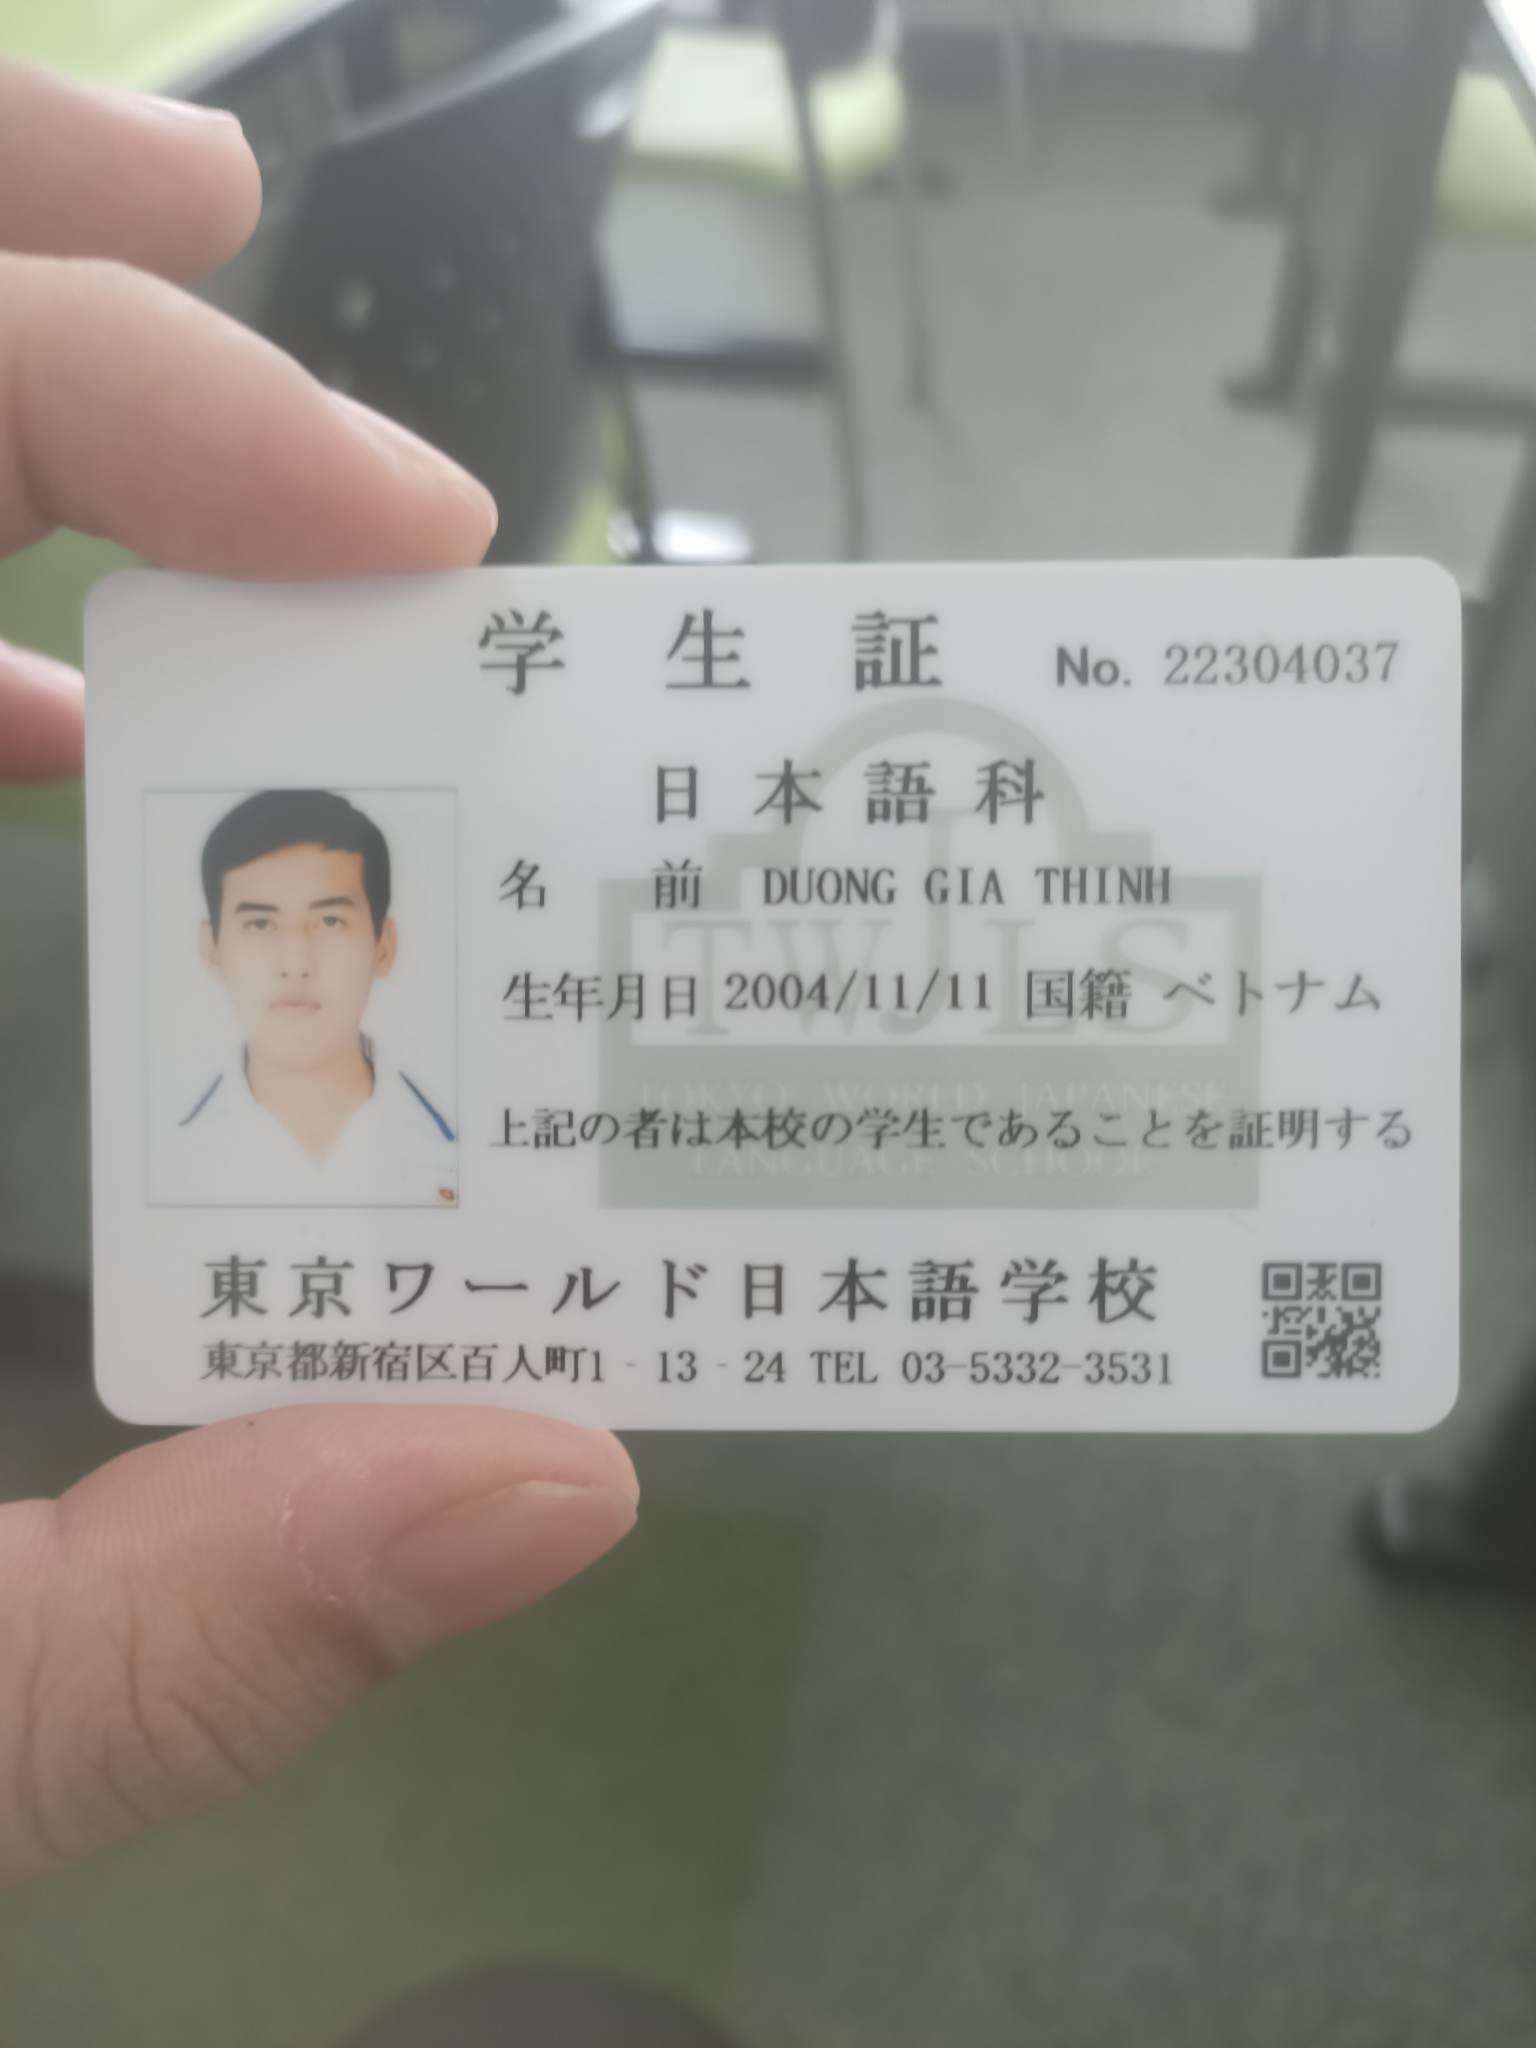 学生証 No. 22304037
日本語科
名前 DUONG GIA THINH
生年月日 2004/11/11 国籍 ベトナム
TWJLS
TOKYO WORLD JAPANESE
上記の者は本校の学生であることを証明する
LANGUAGE SCHOOL
東京ワールド日本語学校
東京都新宿区百人町1-13-24 TEL 03-5332-3531